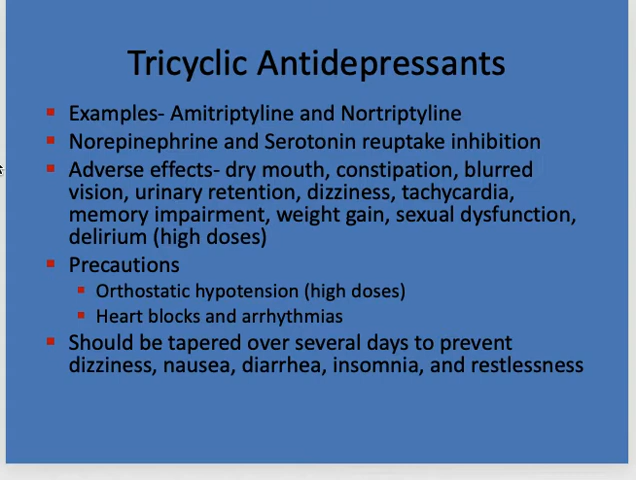 Tricyclic Antidepressants
Examples- Amitriptyline and Nortriptyline
Norepinephrine and Serotonin reuptake inhibition
Adverse effects- dry mouth, constipation, blurred
vision, urinary retention, dizziness, tachycardia,
memory impairment, weight gain, sexual dysfunction,
delirium (high doses)
Precautions
Orthostatic hypotension (high doses)
Heart blocks and arrhythmias
Should be tapered over several days to prevent
dizziness, nausea, diarrhea, insomnia, and restlessness